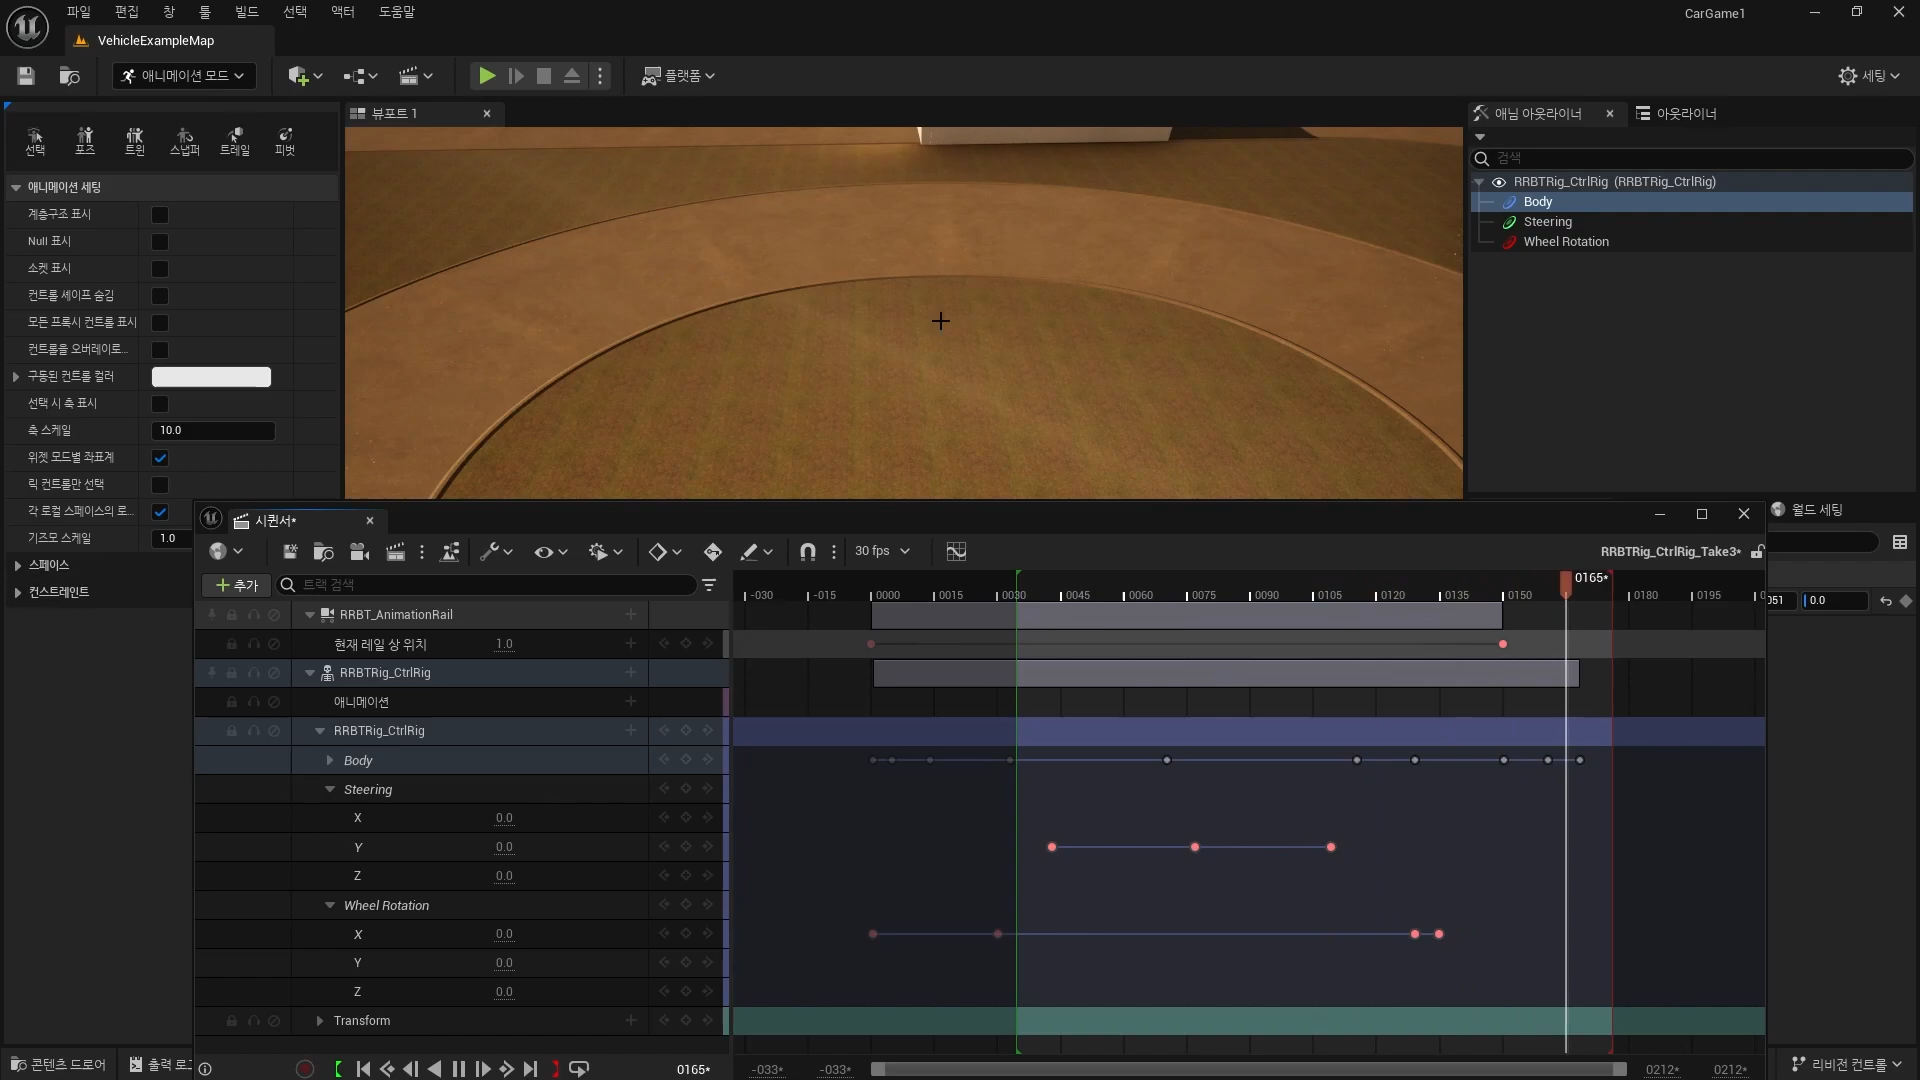 파일 편집 창 툴 빌드 선택 액터 도움말
CarGame1
VehicleExampleMap
애니메이션 모드
플랫폼
세팅
선택 포즈 트윈 스냅퍼 트레일 피벗
뷰포트 1
애님 아웃라이너
아웃라이너
검색
RRBTRig_CtrlRig (RRBTRig_CtrlRig)
Body
Steering
Wheel Rotation
애니메이션 세팅
계층구조 표시
Null 표시
소켓 표시
컨트롤 셰이프 숨김
모든 프록시 컨트롤 표시
컨트롤을 오버레이로...
구동된 컨트롤 컬러
선택 시 축 표시
축 스케일 10.0
위젯 모드별 좌표계
릭 컨트롤만 선택
각 로컬 스페이스의 로...
기즈모 스케일 1.0
스페이스
컨스트레인트
시퀀서*
월드 세팅
30 fps
RRBTRig_CtrlRig_Take3*
추가
트랙 검색
0165*
-030 -015 0000 0015 0030 0045 0060 0075 0090 0105 0120 0135 0150 0180 0195
051 0.0
RRBT_AnimationRail
현재 레일 상 위치 1.0
RRBTRig_CtrlRig
애니메이션
RRBTRig_CtrlRig
Body
Steering
X 0.0
Y 0.0
Z 0.0
Wheel Rotation
X 0.0
Y 0.0
Z 0.0
Transform
콘텐츠 드로어
출력 로
0165*
-033* -033* 0212* 0212*
리비전 컨트롤